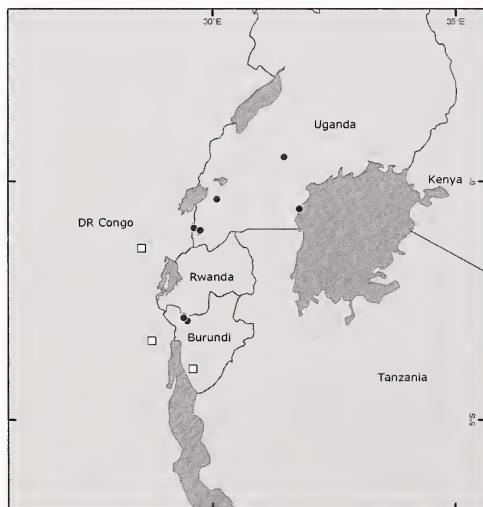 30°E
35°E
Uganda
Kenya
0°
DR Congo
Rwanda
Burundi
Tanzania
5°S